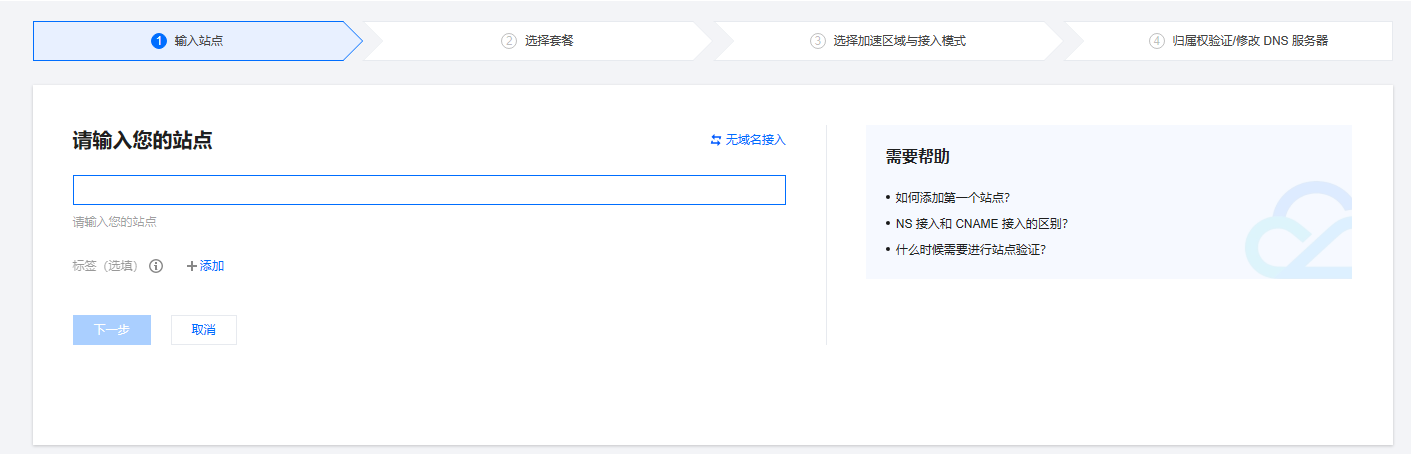 1 输入站点
2 选择套餐
3 选择加速区域与接入模式
4 归属权验证/修改 DNS 服务器
请输入您的站点
无域名接入
请输入您的站点
标签（选填） 添加
下一步 取消
需要帮助
• 如何添加第一个站点?
• NS 接入和 CNAME 接入的区别?
• 什么时候需要进行站点验证?